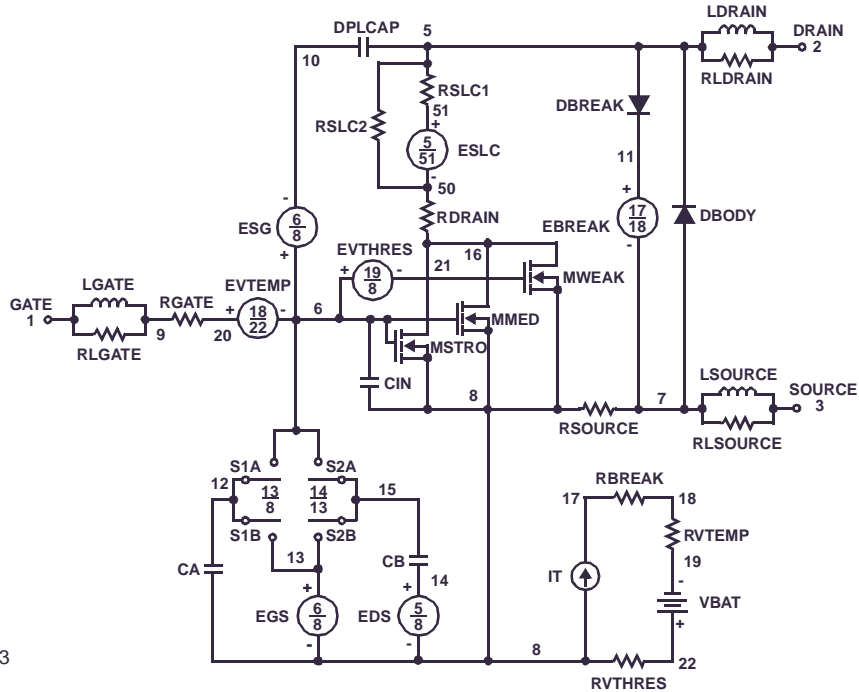 LDRAIN
DPLCAP
5
DRAIN
2
10
RLDRAIN
RSLC1
51
+
DBREAK
RSLC2
5
51
ESLC
-
50
11
-
+
RDRAIN
17
18
DBODY
ESG
6
8
EBREAK
+
-
EVTHRES
16
+
19
8
-
21
MWEAK
LGATE
EVTEMP
GATE
1
RGATE
+
18
22
-
6
MMED
9
20
RLGATE
MSTRO
LSOURCE
CIN
8
7
SOURCE
3
RSOURCE
RLSOURCE
S1A
S2A
12
13
8
14
13
15
RBREAK
17
18
S1B
S2B
RVTEMP
13
CB
19
CA
14
IT
-
+
+
VBAT
EGS
6
8
EDS
5
8
+
-
-
8
22
RVTHRES
3